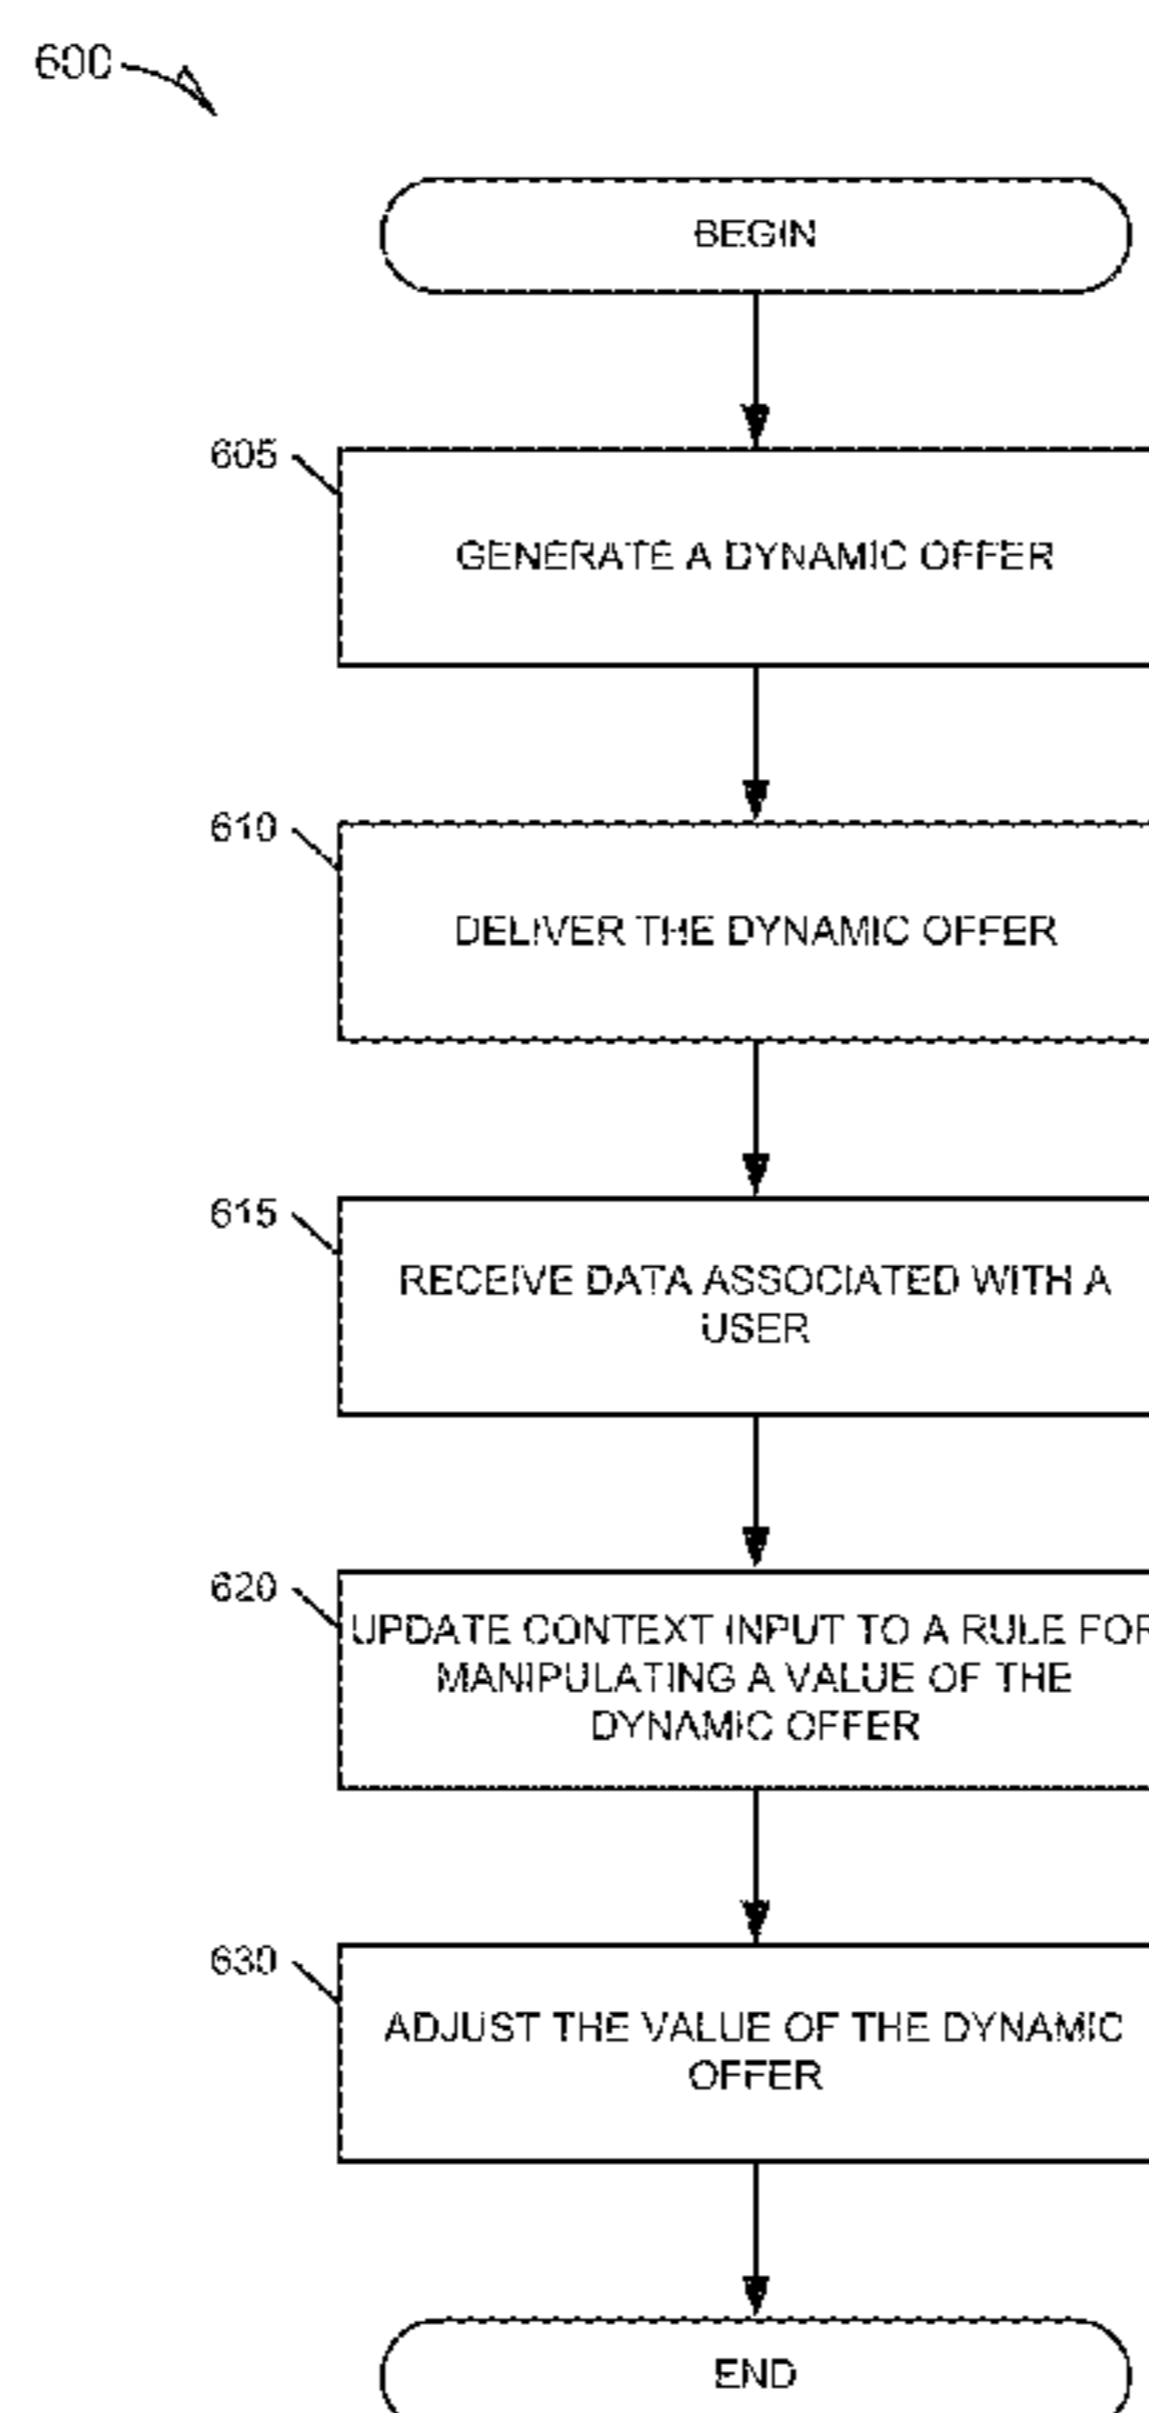 600
BEGIN
605
GENERATE A DYNAMIC OFFER
610
DELIVER THE DYNAMIC OFFER
615
RECEIVE DATA ASSOCIATED WITH A
USER
620
UPDATE CONTEXT INPUT TO A RULE FOR
MANIPULATING A VALUE OF THE
DYNAMIC OFFER
630
ADJUST THE VALUE OF THE DYNAMIC
OFFER
END